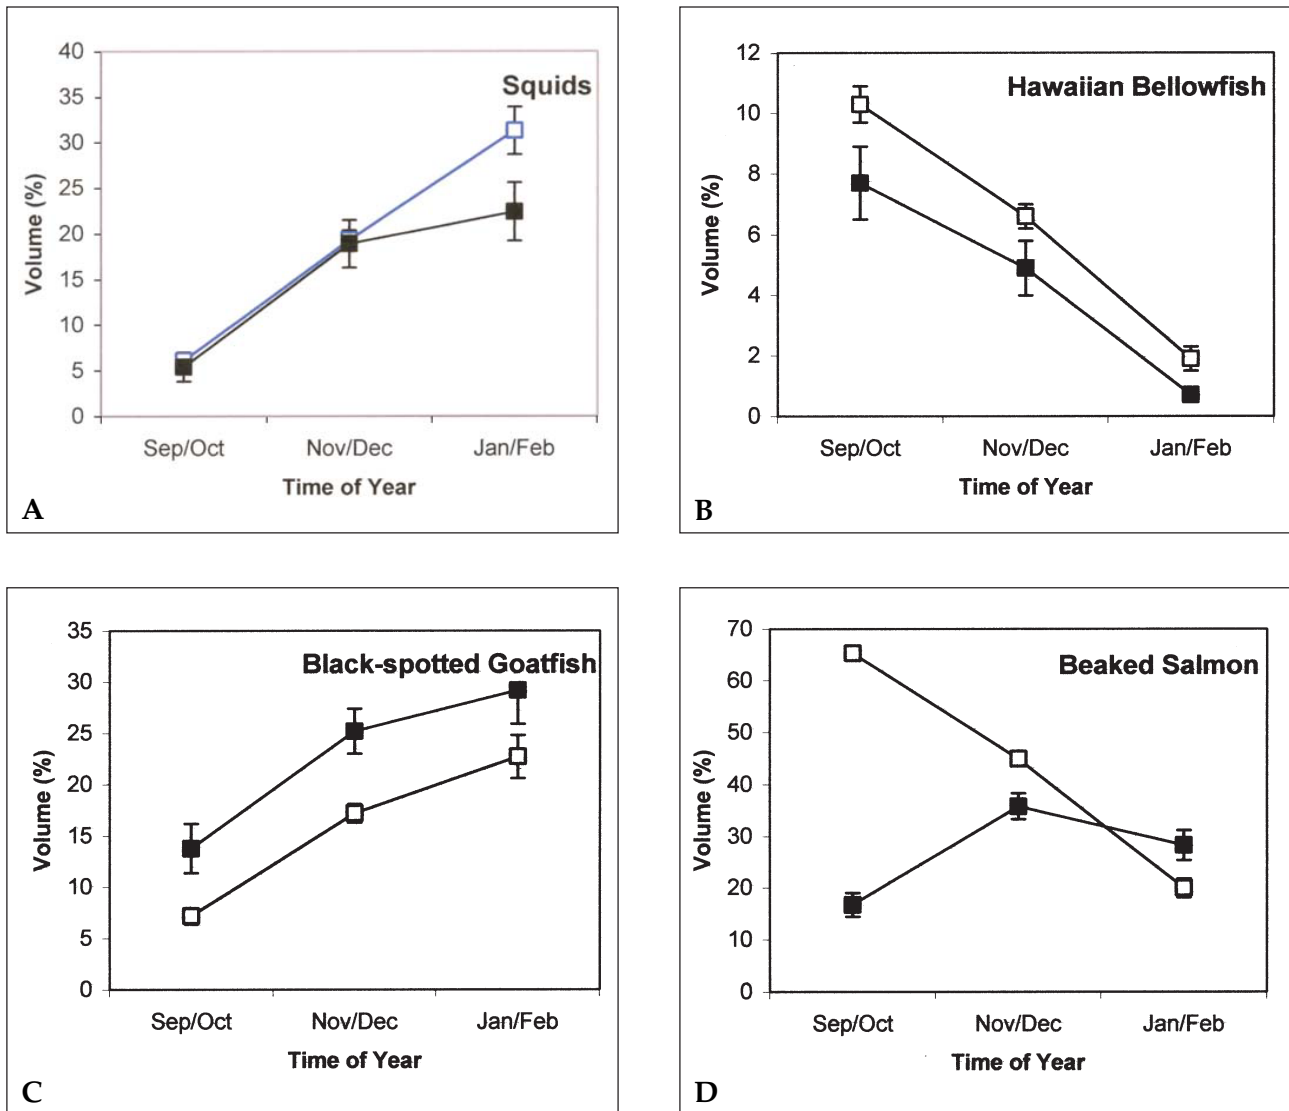 40
35
30
25
20
15
10
5
0
Volume (%)
Squids
Sep/Oct Nov/Dec Jan/Feb
Time of Year
A
12
10
8
6
4
2
0
Volume (%)
Hawaiian Bellowfish
Sep/Oct Nov/Dec Jan/Feb
Time of Year
B
35
30
25
20
15
10
5
0
Volume (%)
Black-spotted Goatfish
Sep/Oct Nov/Dec Jan/Feb
Time of Year
C
70
60
50
40
30
20
10
0
Volume (%)
Beaked Salmon
Sep/Oct Nov/Dec Jan/Feb
Time of Year
D